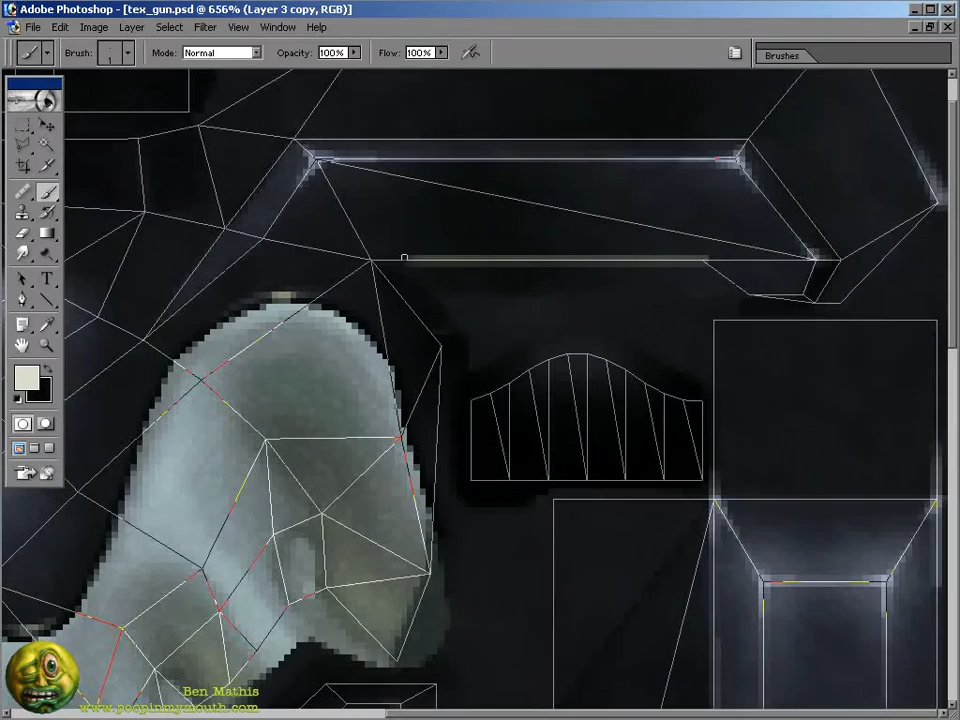 Adobe Photoshop - [tex_gun.psd @ 656% (Layer 3 copy, RGB)]
File Edit Image Layer Select Filter View Window Help
Brush: 1 Mode: Normal Opacity: 100% Flow: 100% Brushes
T
Ben Mathis
www.poopinmymouth.com